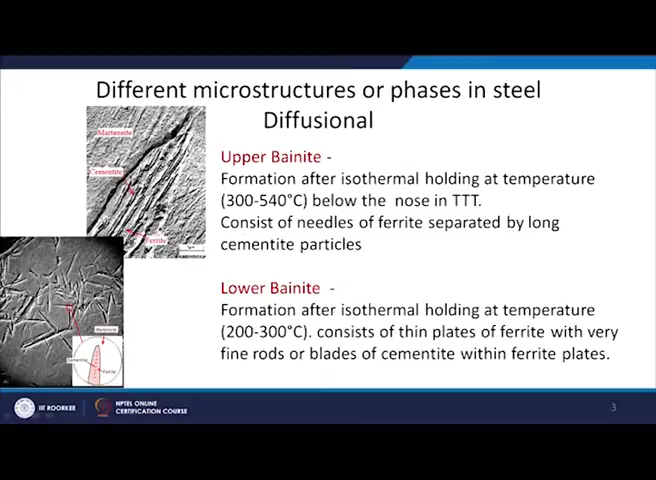 Different microstructures or phases in steel
Diffusional
Martensite
Cementite
Ferrite
Upper Bainite -
Formation after isothermal holding at temperature
(300-540°C) below the nose in TTT.
Consist of needles of ferrite separated by long
cementite particles
Lower Bainite -
Formation after isothermal holding at temperature
(200-300°C). consists of thin plates of ferrite with very
fine rods or blades of cementite within ferrite plates.
Martensite
Cementite
Ferrite
IIT ROORKEE
NPTEL ONLINE
CERTIFICATION COURSE
3